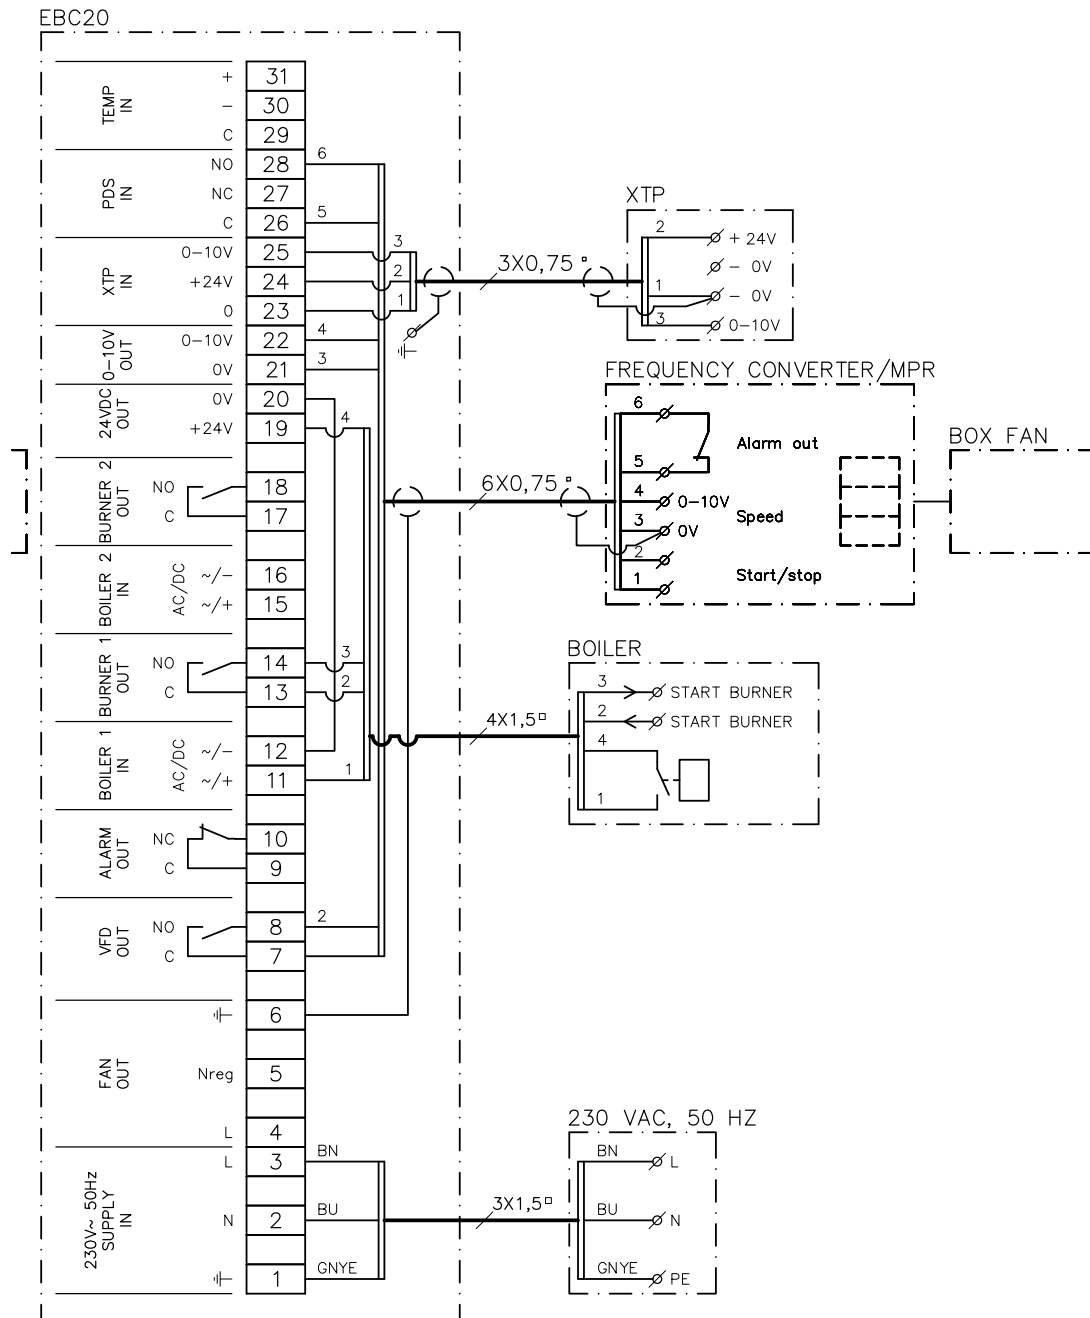 EBC20
TEMP IN
+ 31
- 30
C 29
PDS IN
NO 28 6
NC 27
C 26 5
XTP IN
0-10V 25 3
+24V 24 2
0 23 1
0-10V OUT
0-10V 22 4
0V 21 3
24VDC OUT
0V 20
+24V 19 4
BURNER 2 OUT
NO 18
C 17
BOILER 2 IN
AC/DC
~/- 16
~/+ 15
BURNER 1 OUT
NO 14 3
C 13 2
BOILER 1 IN
AC/DC
~/- 12
~/+ 11 1
ALARM OUT
NC 10
C 9
VFD OUT
NO 8 2
C 7
FAN OUT
6
Nreg 5
L 4
230V~ 50Hz SUPPLY IN
L 3 BN
N 2 BU
1 GNYE
3X0,75
XTP
2 + 24V
- 0V
1 - 0V
3 0-10V
6X0,75
FREQUENCY CONVERTER/MPR
6
Alarm out
5
4 0-10V
Speed
3 0V
2
Start/stop
1
BOX FAN
4X1,5
BOILER
3 START BURNER
2 START BURNER
4
1
3X1,5
230 VAC, 50 HZ
BN L
BU N
GNYE PE